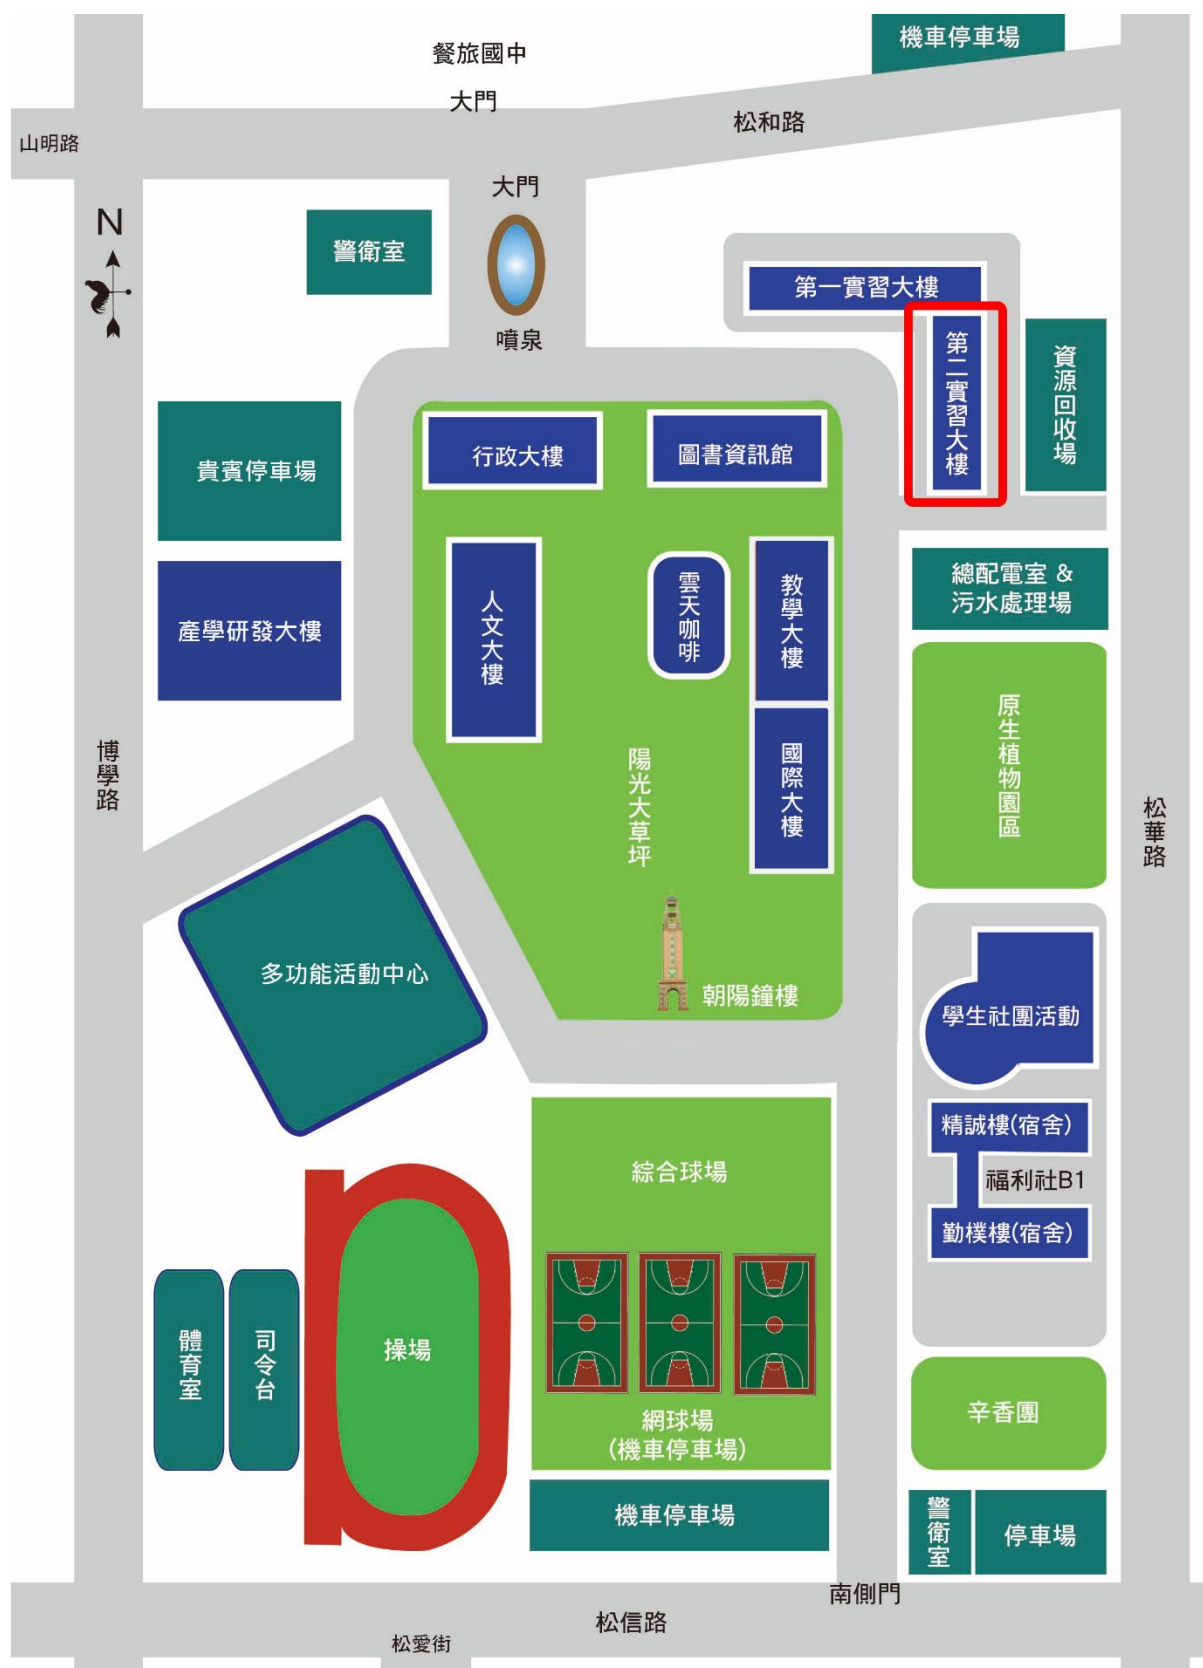 機車停車場
餐旅國中
大門
松和路
山明路
大門
N
警衛室
噴泉
第一實習大樓
第二實習大樓
資源回收場
行政大樓
圖書資訊館
貴賓停車場
產學研發大樓
人文大樓
雲天咖啡
教學大樓
總配電室 &
污水處理場
國際大樓
原生植物園區
陽光大草坪
博學路
松華路
多功能活動中心
朝陽鐘樓
學生社團活動
精誠樓(宿舍)
福利社B1
勤樸樓(宿舍)
綜合球場
體育室
司令台
操場
網球場
(機車停車場)
辛香團
機車停車場
警衛室
停車場
南側門
松信路
松愛街